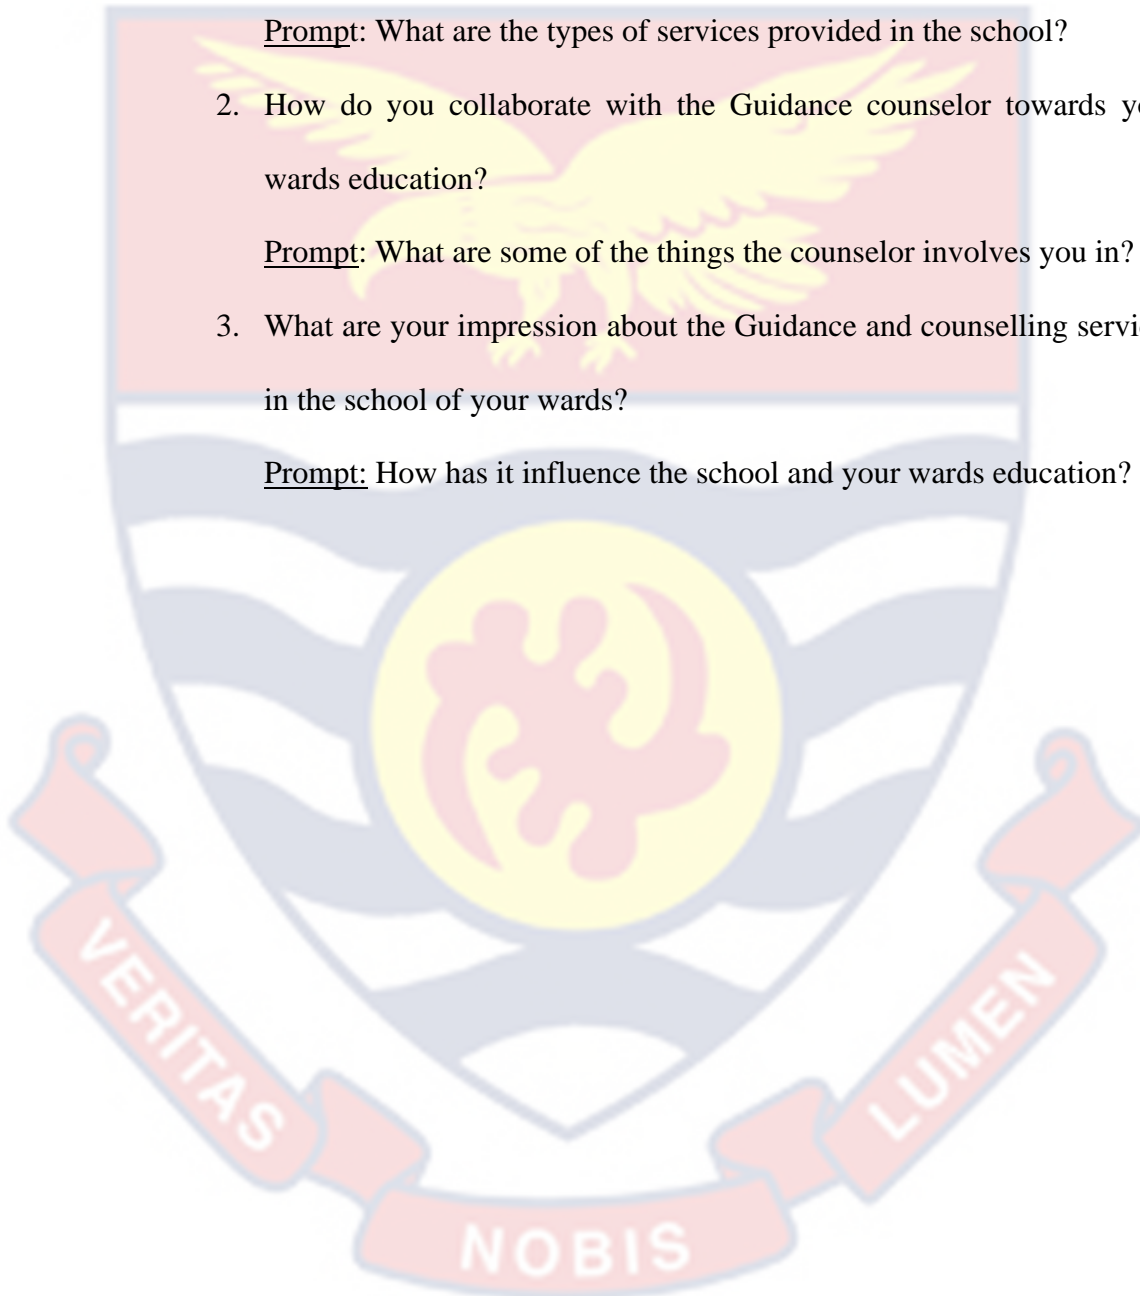 Prompt: What are the types of services provided in the school?
2. How do you collaborate with the Guidance counselor towards yo
wards education?
Prompt: What are some of the things the counselor involves you in?
3. What are your impression about the Guidance and counselling servi
in the school of your wards?
Prompt: How has it influence the school and your wards education?
VERITAS
NOBIS
LUMEN